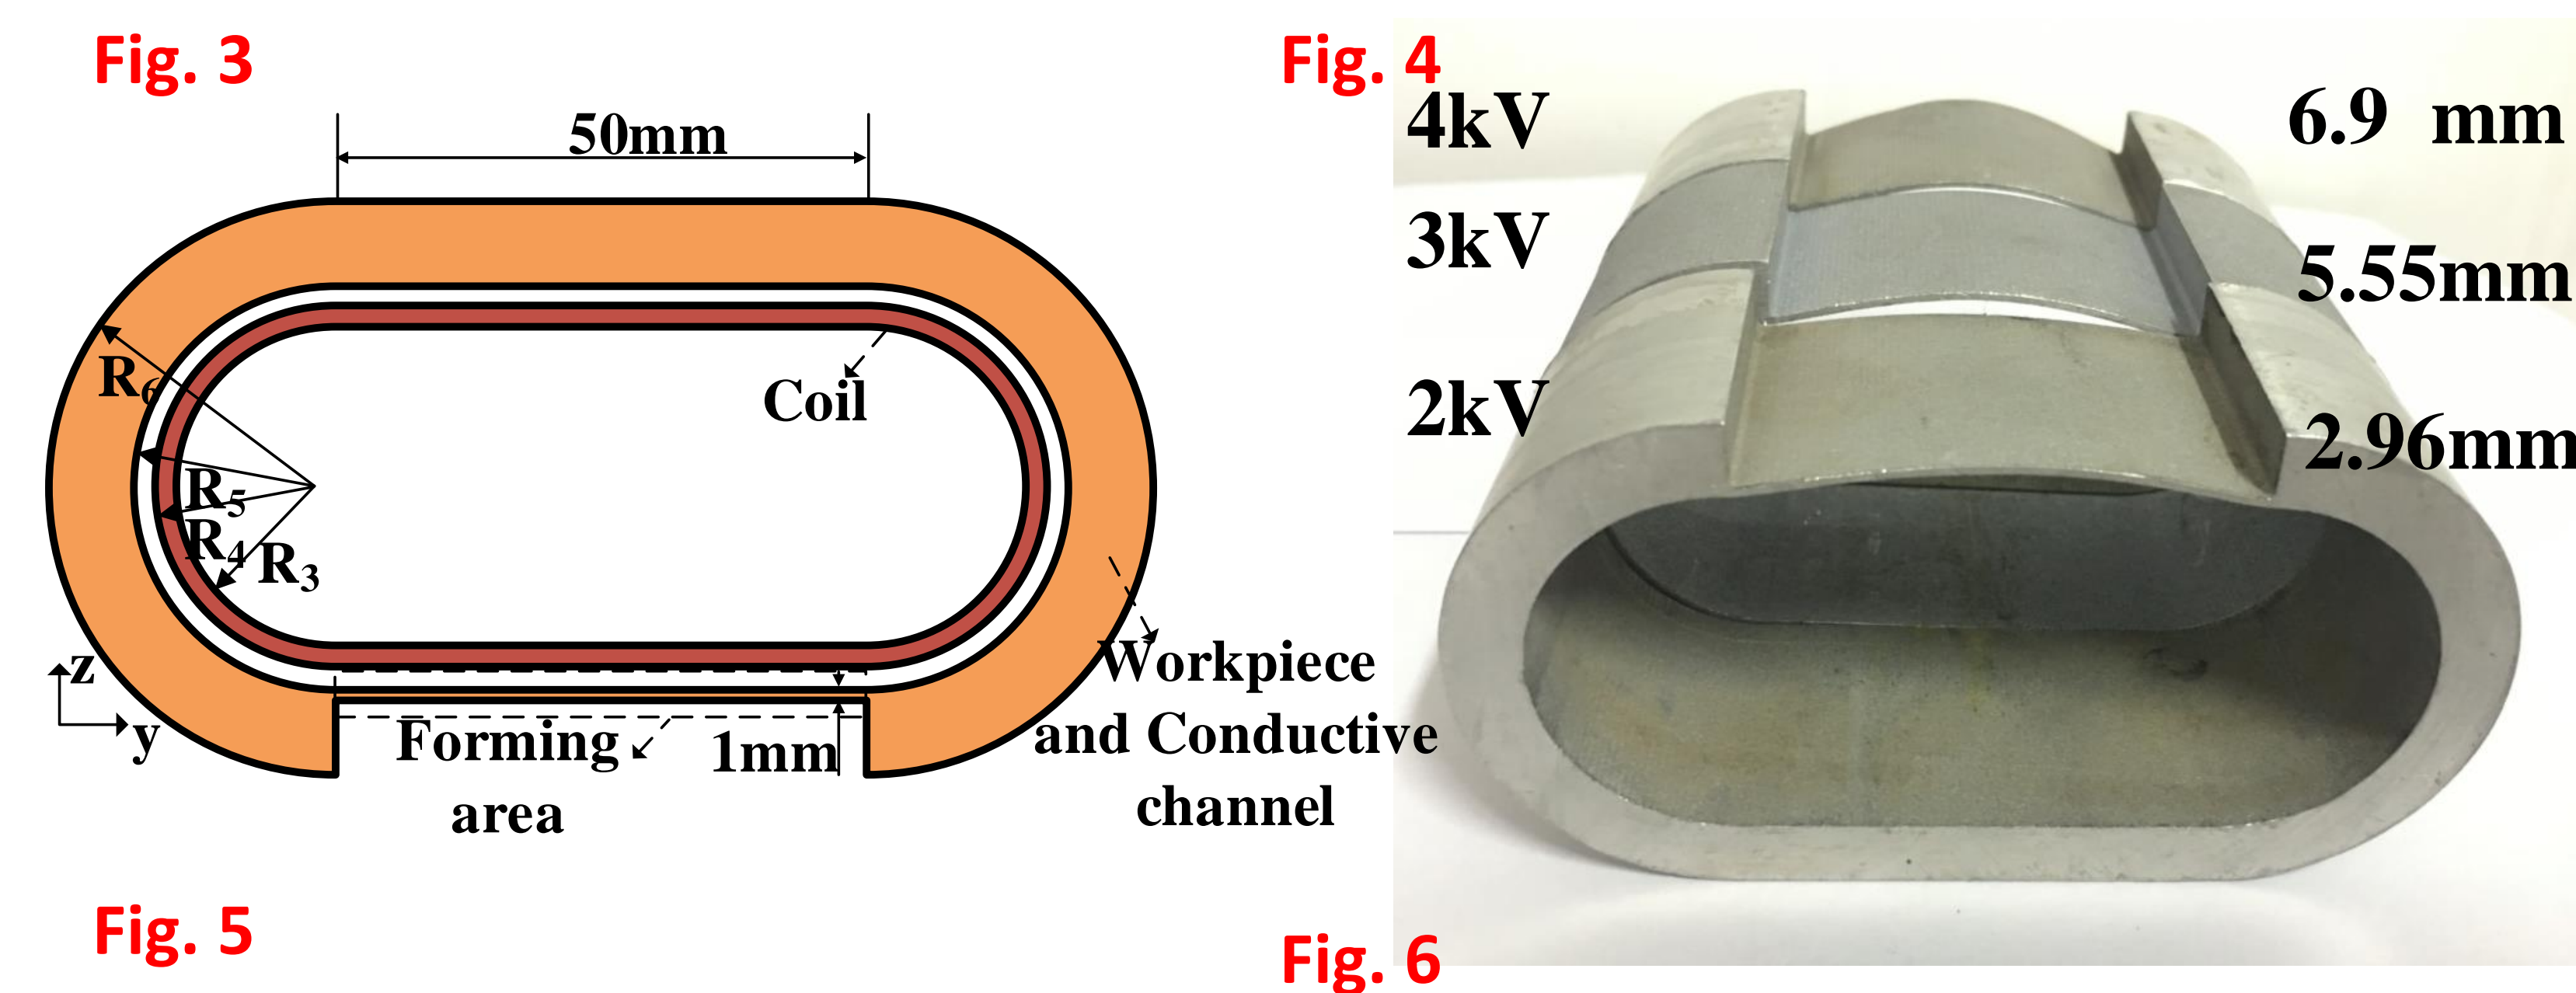 Fig. 3
50mm
R6
R5
R4
R3
Coil
z
y
Forming
area
1mm
Workpiece
and Conductive
channel
Fig. 4
4kV
6.9 mm
3kV
5.55mm
2kV
2.96mm
Fig. 5
Fig. 6